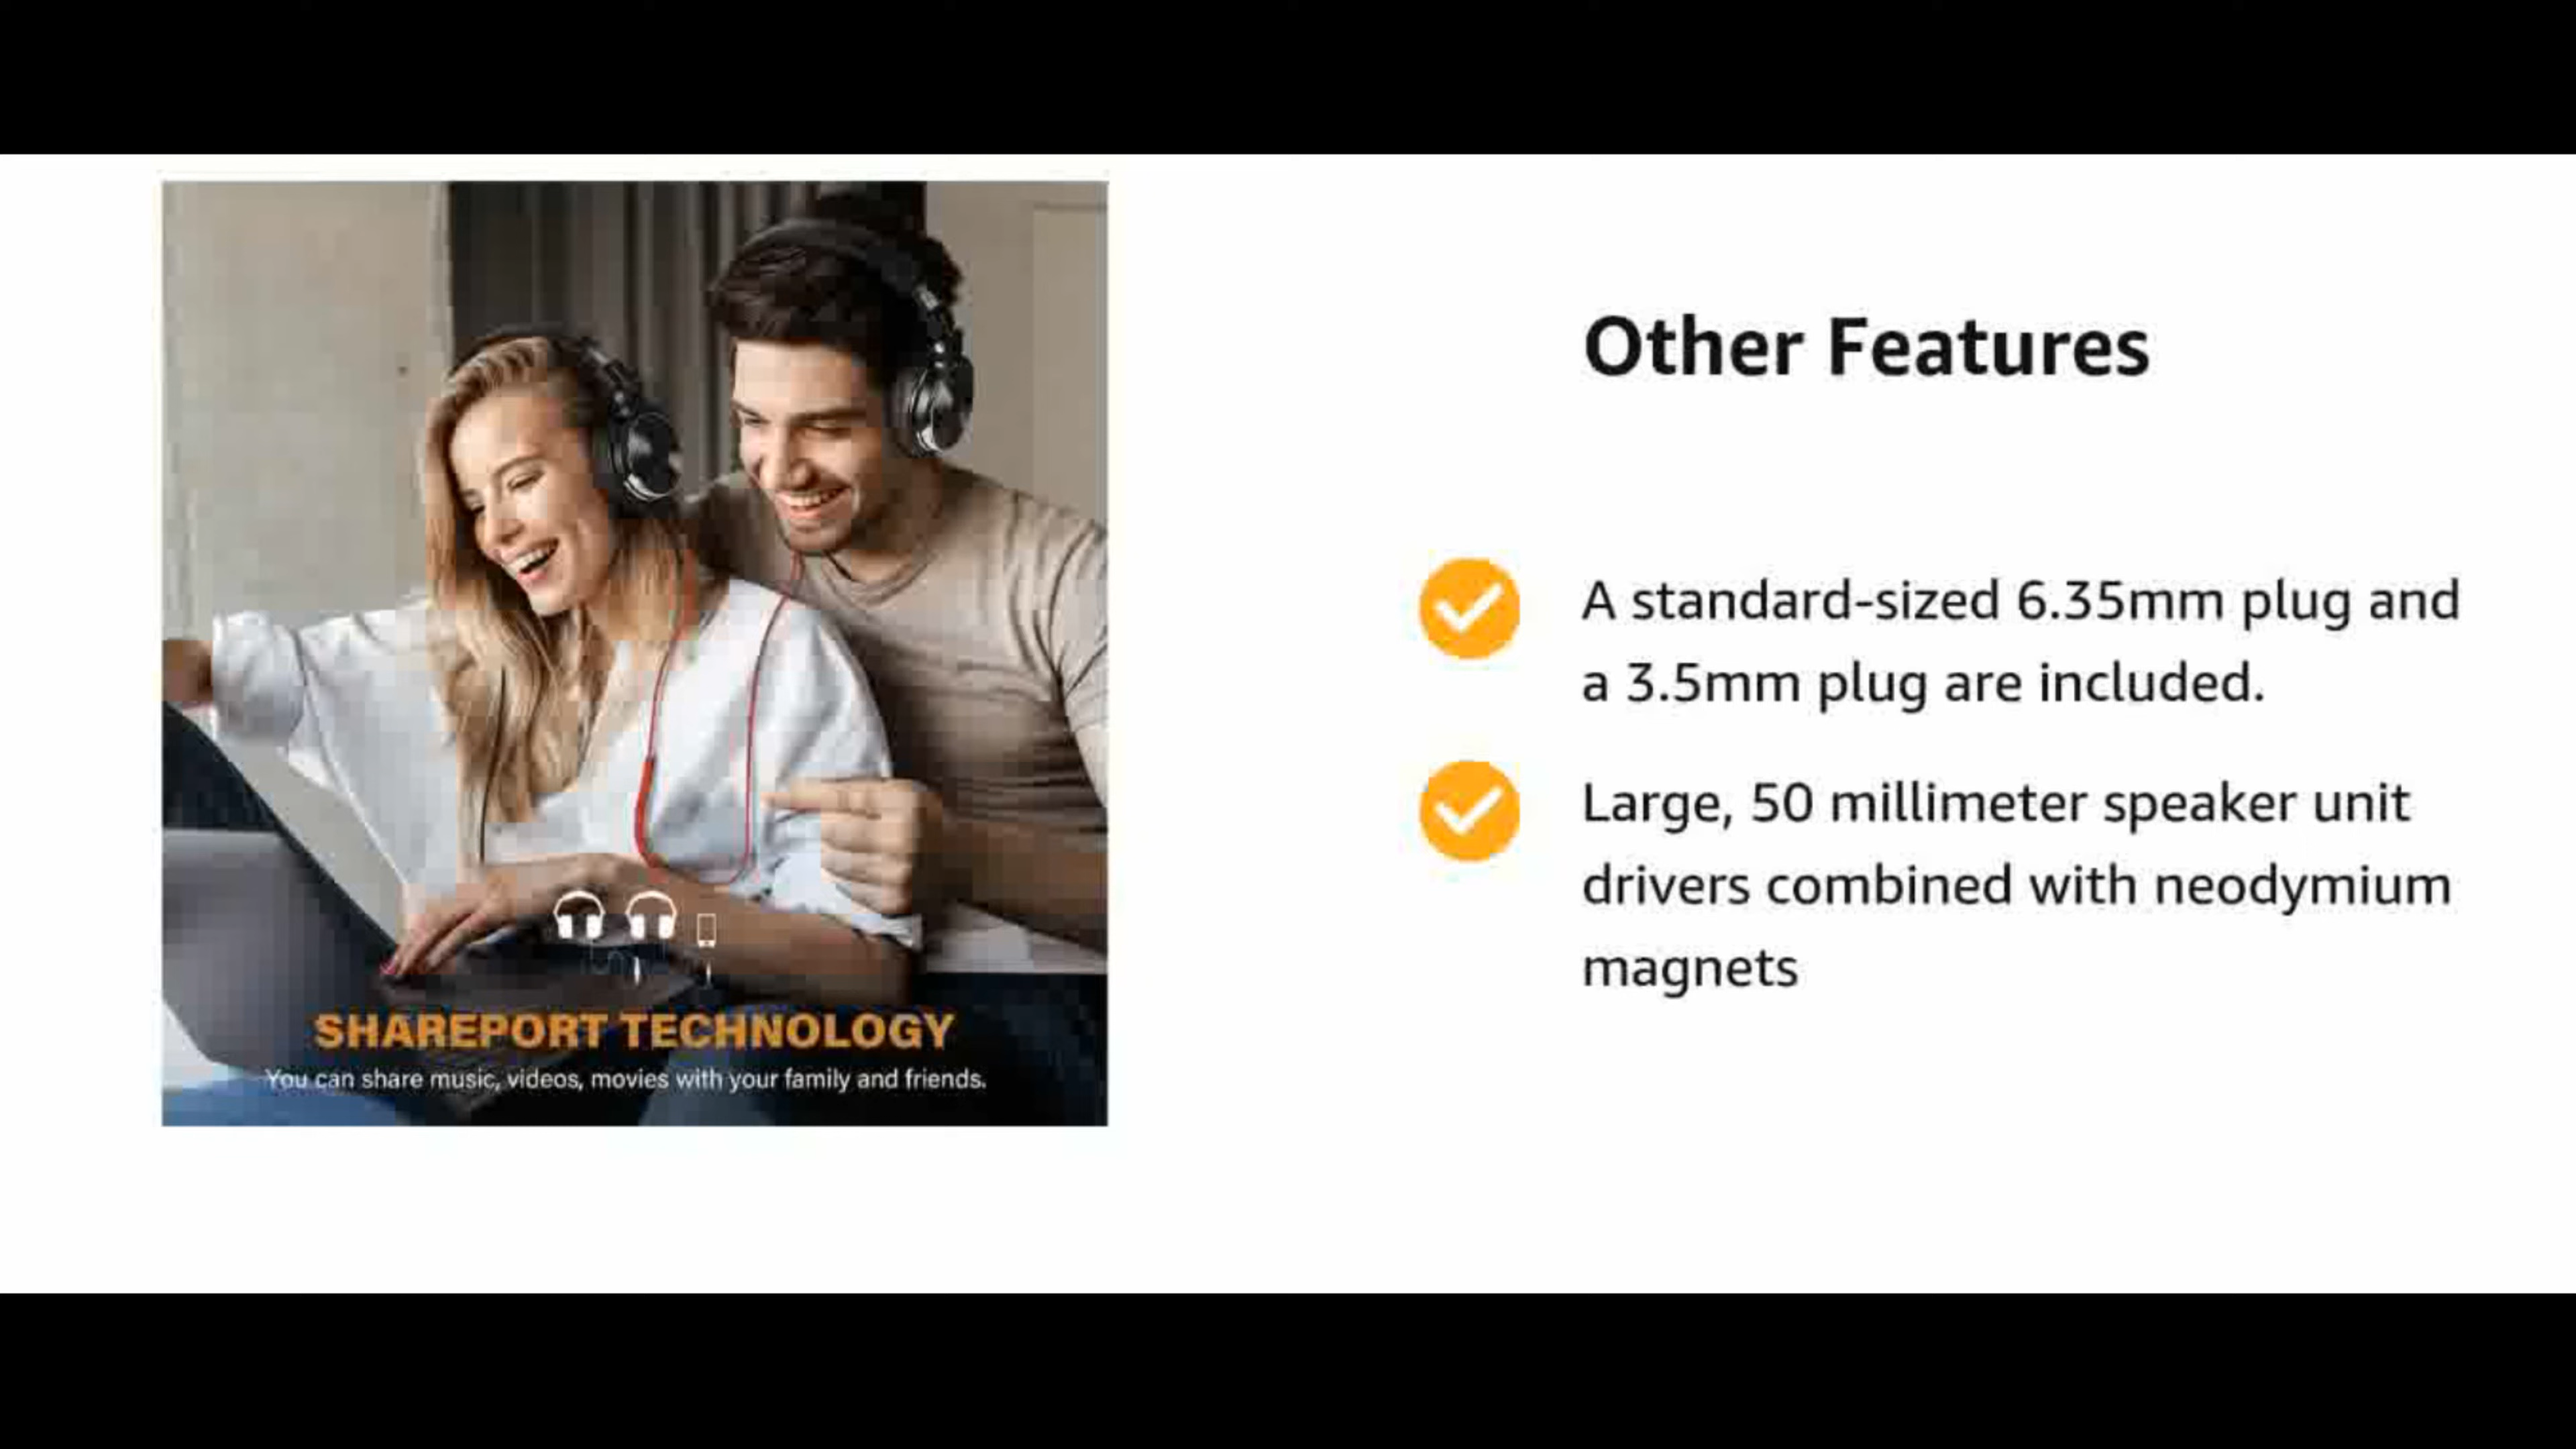 Other Features
A standard-sized 6.35mm plug and
a 3.5mm plug are included.
Large, 50 millimeter speaker unit
drivers combined with neodymium
magnets
SHAREPORT TECHNOLOGY
You can share music, videos, movies with your family and friends.